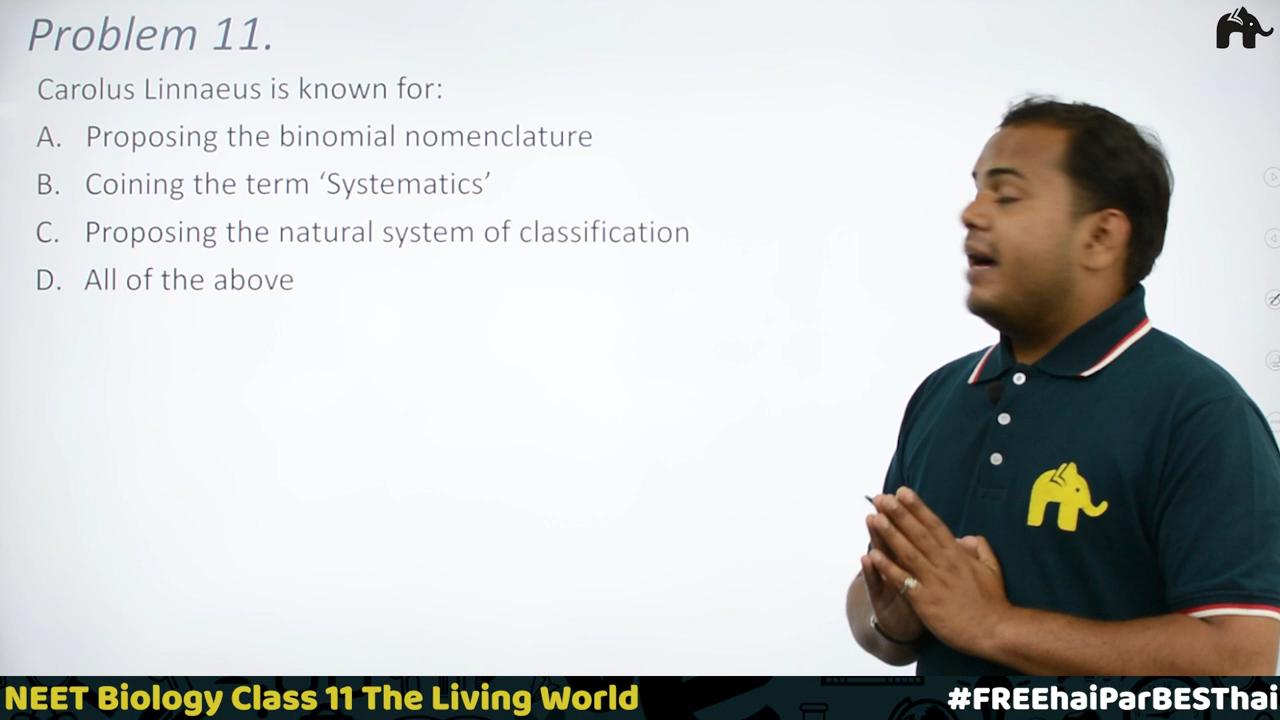 Problem 11.
Carolus Linnaeus is known for:
A. Proposing the binomial nomenclature
B. Coining the term ‘Systematics’
C. Proposing the natural system of classification
D. All of the above
NEET Biology Class 11 The Living World
#FREEhaiParBESThai